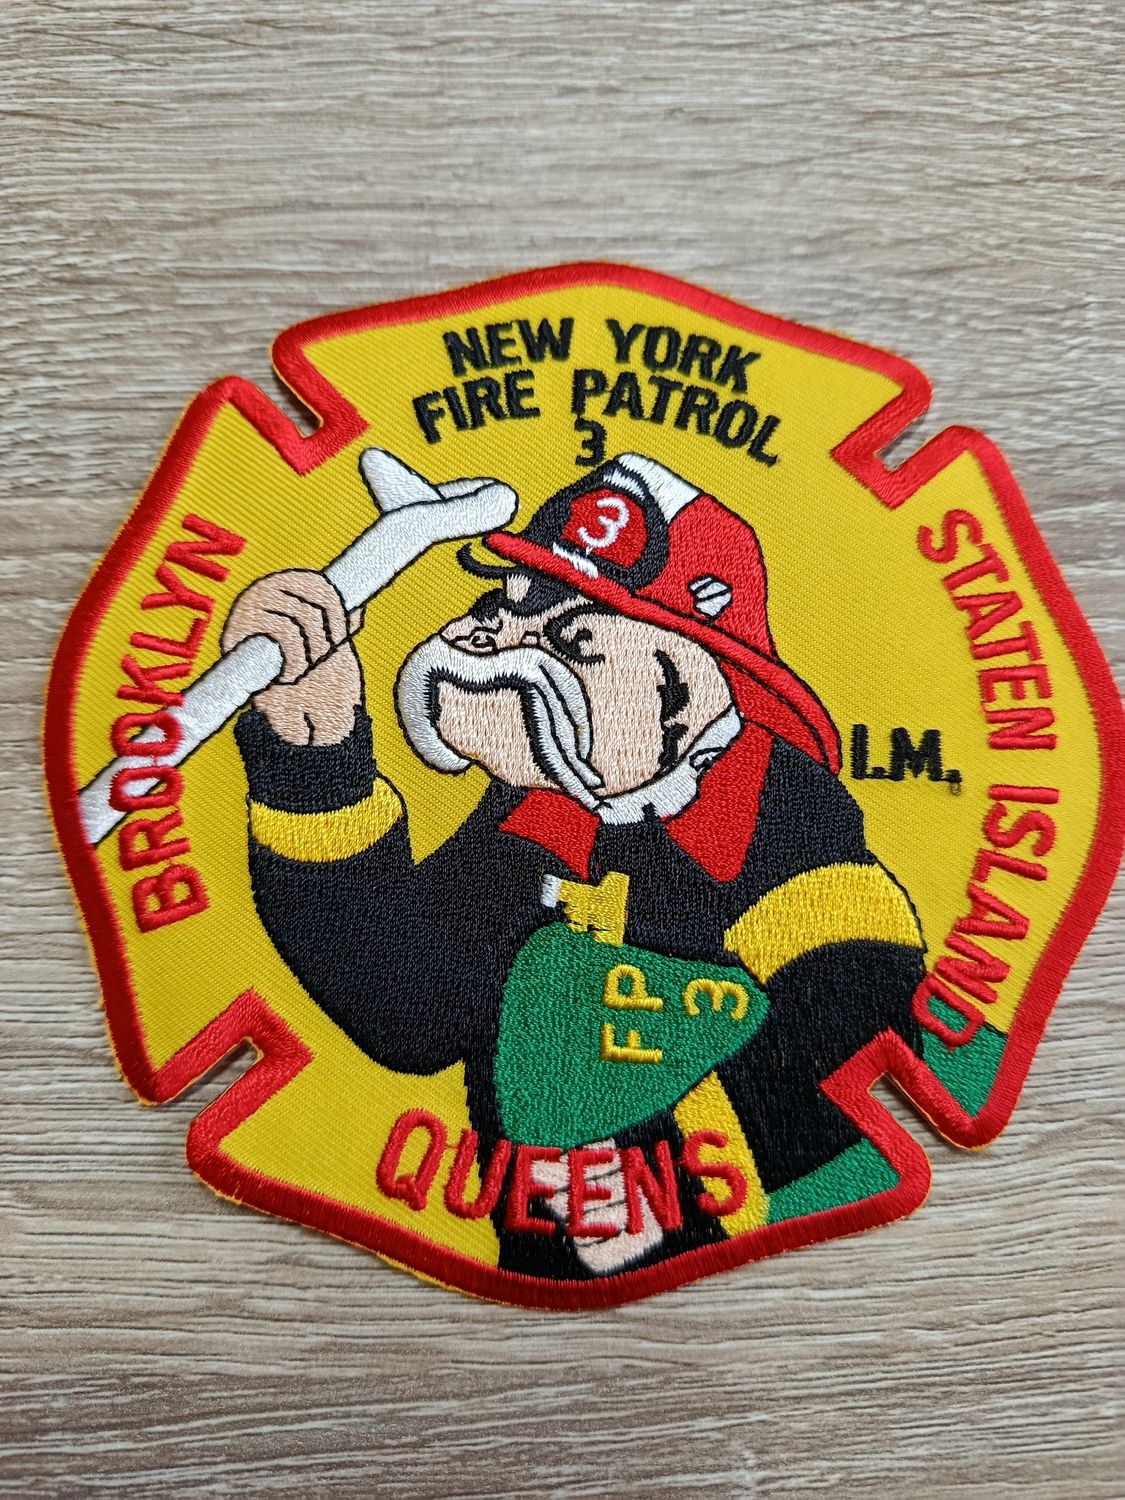 NEW YORK
FIRE PATROL
3
3
BROOKLYN
STATEN ISLAND
I.M.
FP
3
QUEENS